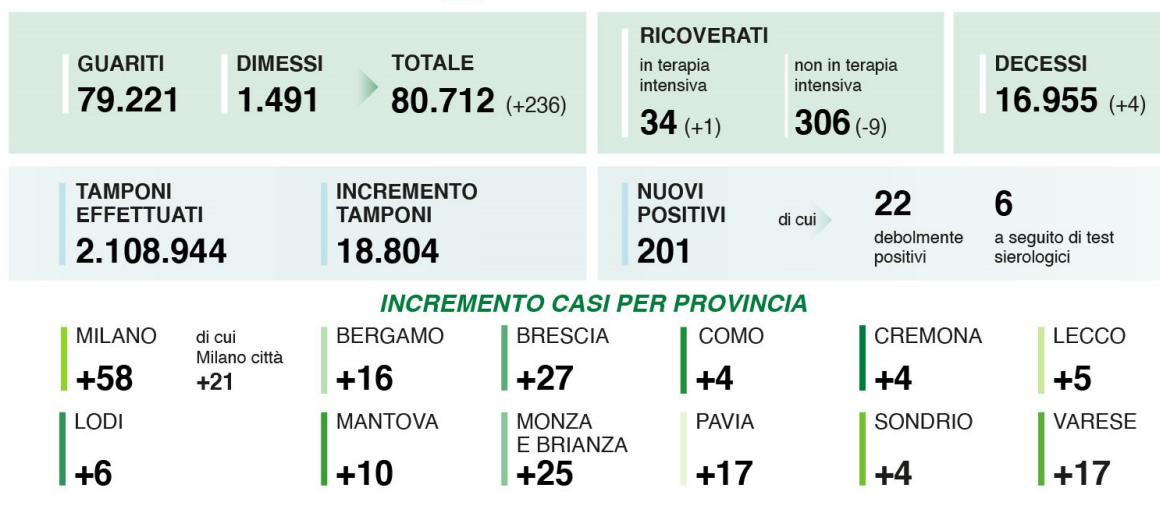 GUARITI
79.221
DIMESSI
1.491
TOTALE
80.712 (+236)
RICOVERATI
in terapia
intensiva
34 (+1)
non in terapia
intensiva
306 (-9)
DECESSI
16.955 (+4)
TAMPONI
EFFETTUATI
2.108.944
INCREMENTO
TAMPONI
18.804
NUOVI
POSITIVI
201
di cui
22
debolmente
positivi
6
a seguito di test
sierologici
INCREMENTO CASI PER PROVINCIA
MILANO
+58
di cui
Milano città
+21
BERGAMO
+16
BRESCIA
+27
COMO
+4
CREMONA
+4
LECCO
+5
LODI
+6
MANTOVA
+10
MONZA
E BRIANZA
+25
PAVIA
+17
SONDRIO
+4
VARESE
+17